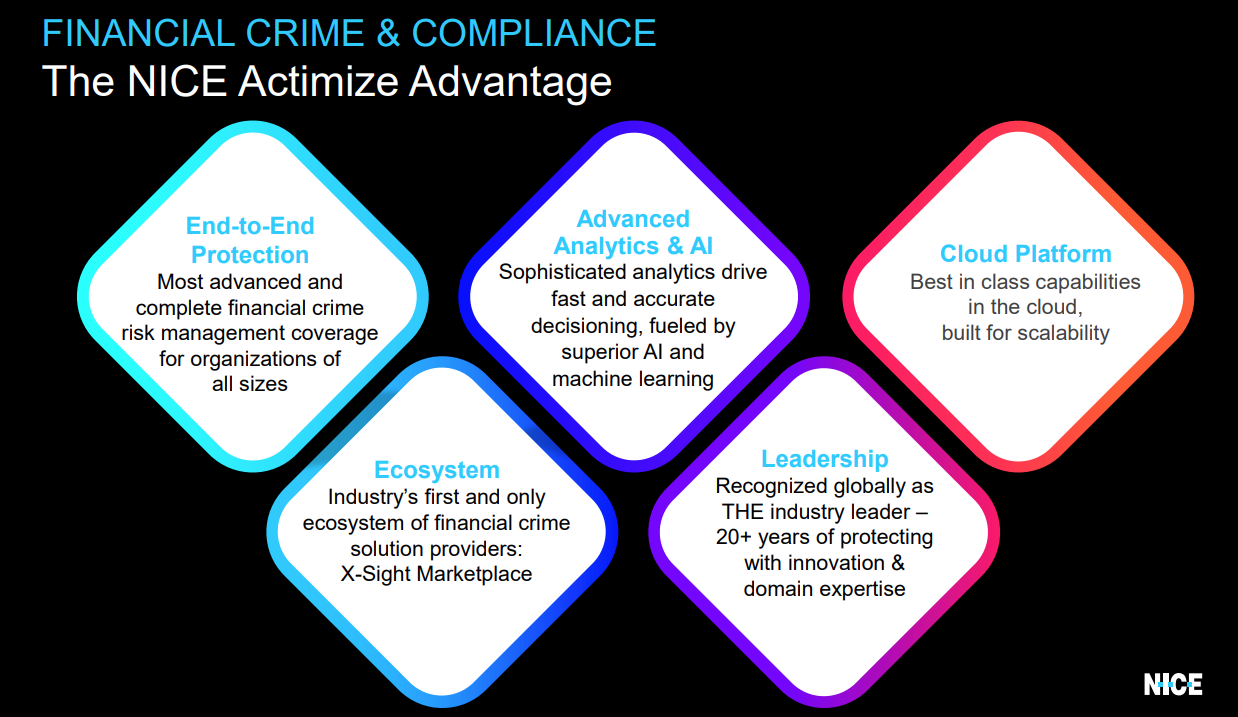 FINANCIAL CRIME & COMPLIANCE
The NICE Actimize Advantage
End-to-End
Protection
Most advanced and
complete financial crime
risk management coverage
for organizations of
all sizes
Advanced
Analytics & AI
Sophisticated analytics drive
fast and accurate
decisioning, fueled by
superior AI and
machine learning
Cloud Platform
Best in class capabilities
in the cloud,
built for scalability
Ecosystem
Industry’s first and only
ecosystem of financial crime
solution providers:
X-Sight Marketplace
Leadership
Recognized globally as
THE industry leader –
20+ years of protecting
with innovation &
domain expertise
NICE